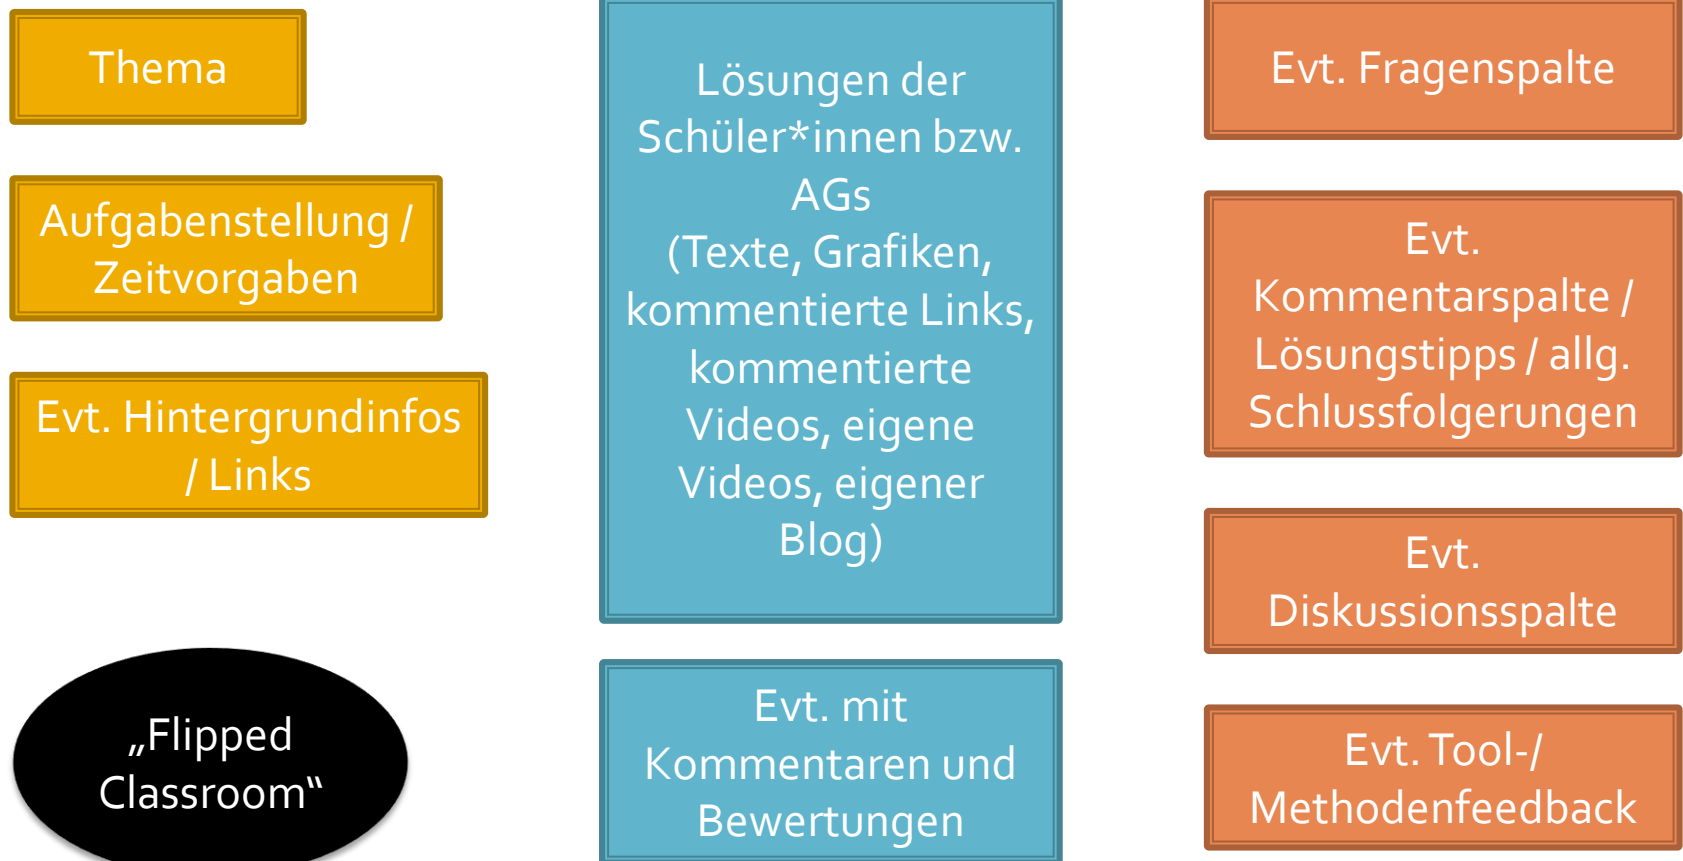 Thema
Aufgabenstellung /
Zeitvorgaben
Evt. Hintergrundinfos
/ Links
„Flipped
Classroom“
Lösungen der
Schüler*innen bzw.
AGs
(Texte, Grafiken,
kommentierte Links,
kommentierte
Videos, eigene
Videos, eigener
Blog)
Evt. mit
Kommentaren und
Bewertungen
Evt. Fragenspalte
Evt.
Kommentarspalte /
Lösungstipps / allg.
Schlussfolgerungen
Evt.
Diskussionsspalte
Evt. Tool-/
Methodenfeedback